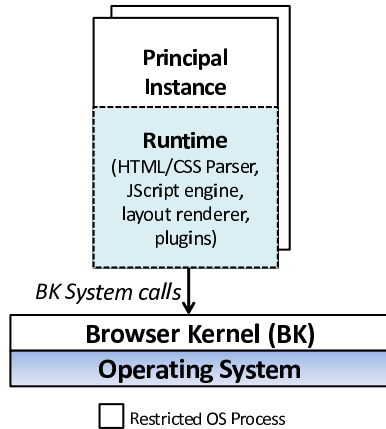 Principal
Instance
Runtime
(HTML/CSS Parser,
JScript engine,
layout renderer,
plugins)
BK System calls
Browser Kernel (BK)
Operating System
Restricted OS Process